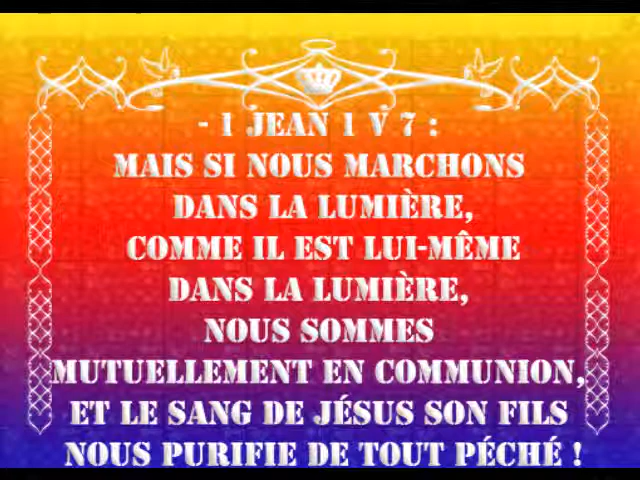 - 1 JEAN 1 V 7 :
MAIS SI NOUS MARCHONS
DANS LA LUMIÈRE,
COMME IL EST LUI-MÊME
DANS LA LUMIÈRE,
NOUS SOMMES
MUTUELLEMENT EN COMMUNION,
ET LE SANG DE JÉSUS SON FILS
NOUS PURIFIE DE TOUT PÉCHÉ !